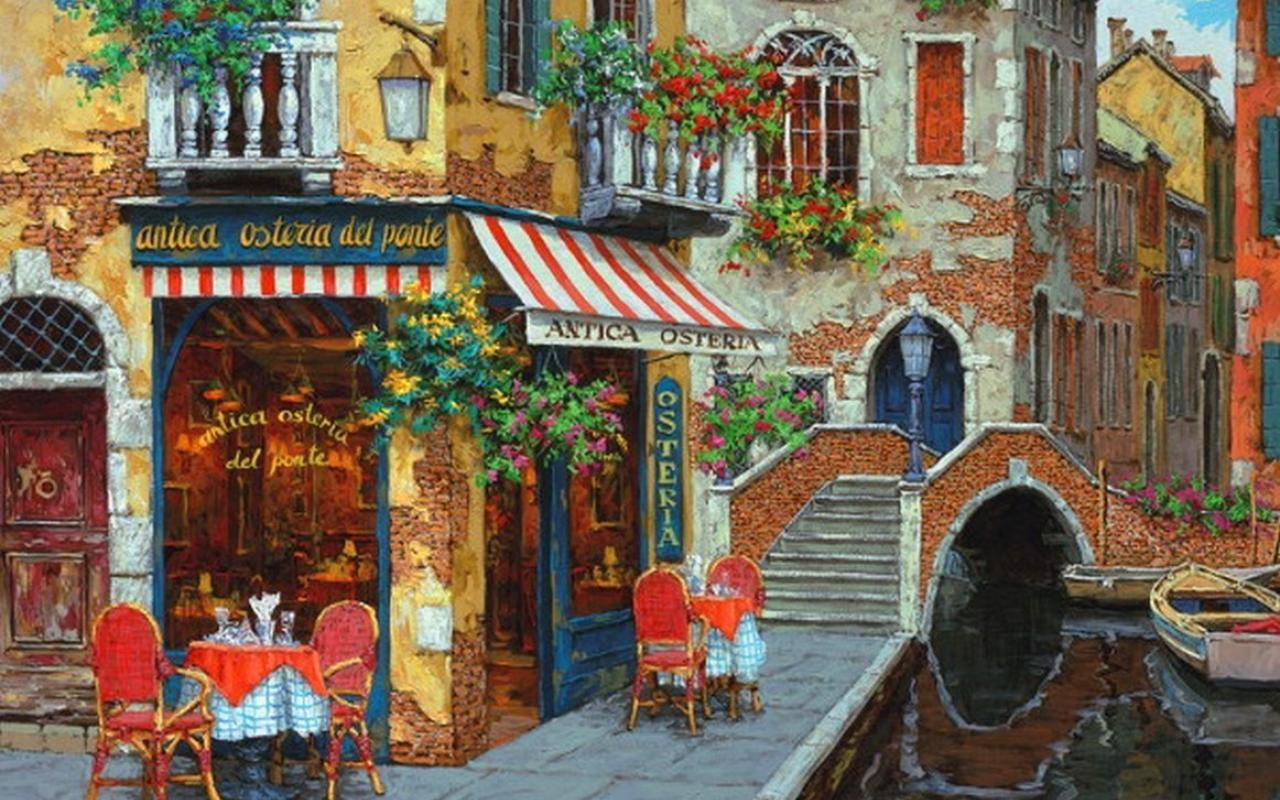 antica osteria del ponte
ANTICA OSTERIA
antica osteria
del ponte
OSTERIA